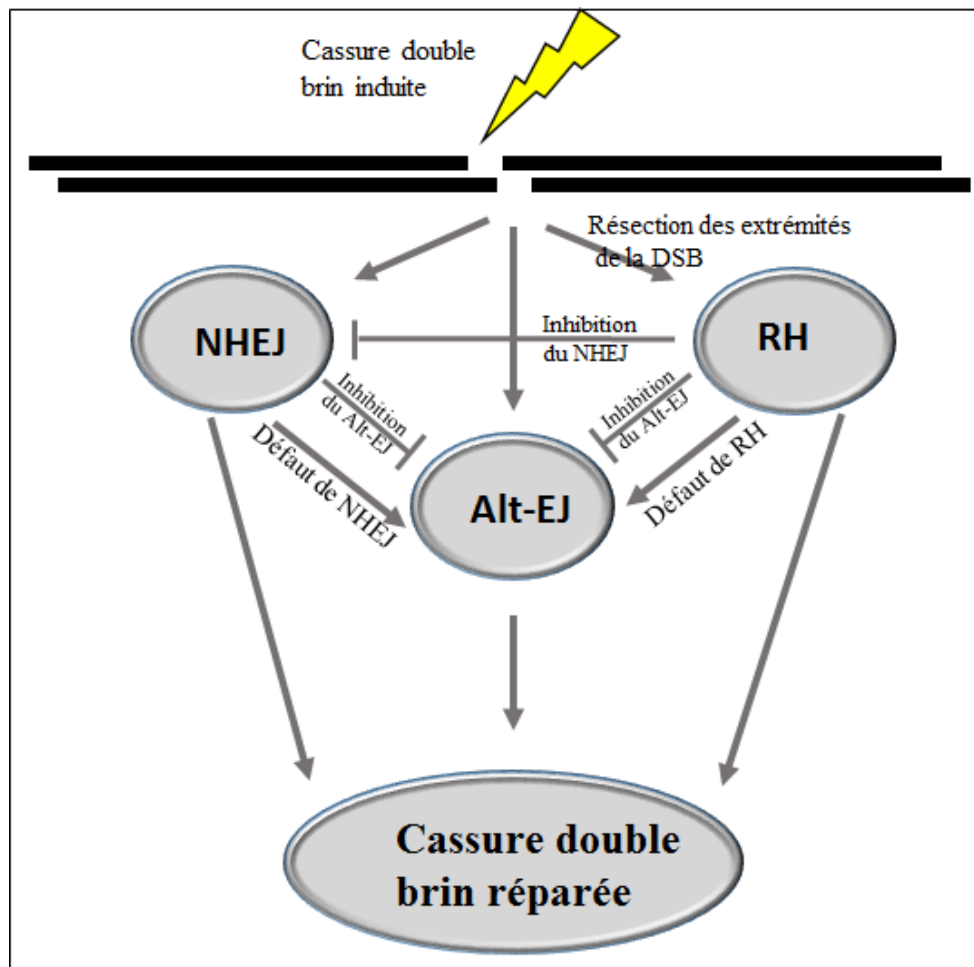 Cassure double
brin induite
Résection des extrémités
de la DSB
NHEJ
RH
Inhibition
du NHEJ
Inhibition
du Alt-EJ
Inhibition
du Alt-EJ
Défaut de NHEJ
Défaut de RH
Alt-EJ
Cassure double
brin réparée